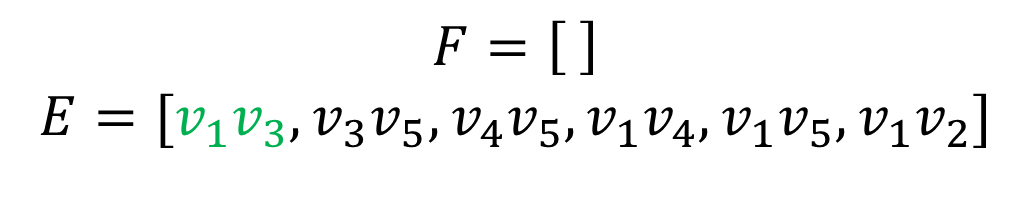 𝐹 = [ ]
𝐸 = [𝑣₁𝑣₃, 𝑣₃𝑣₅, 𝑣₄𝑣₅, 𝑣₁𝑣₄, 𝑣₁𝑣₅, 𝑣₁𝑣₂]